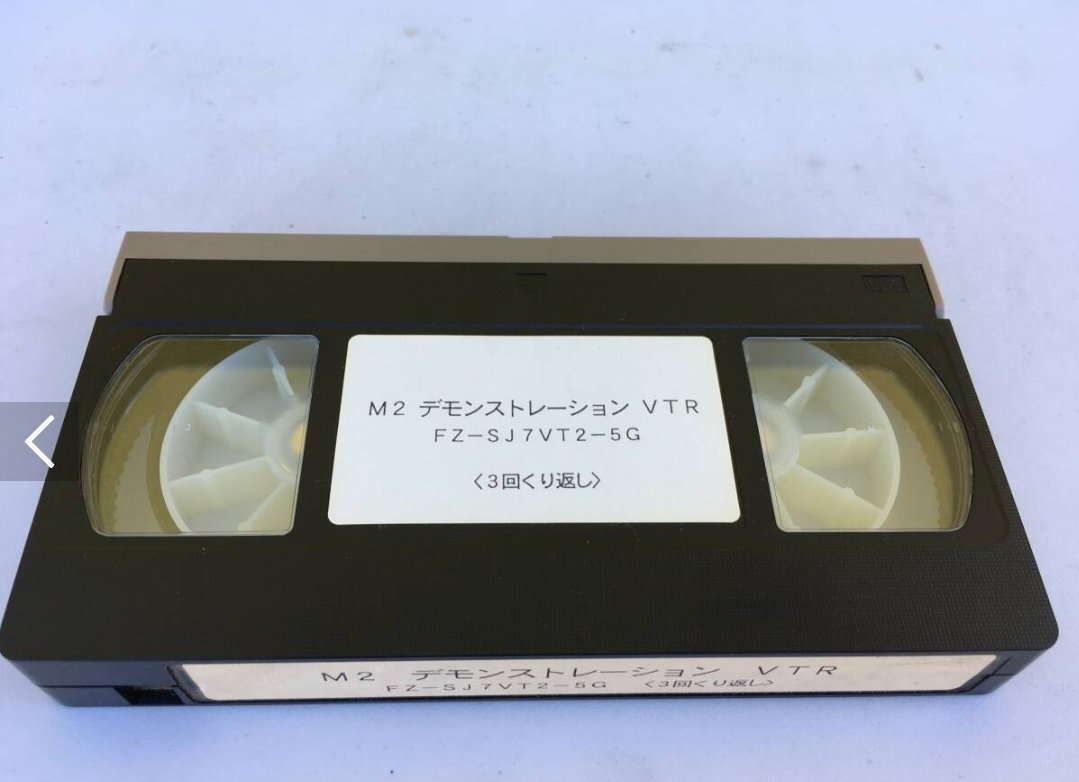 M2 デモンストレーション VTR
FZ-SJ7VT2-5G
〈3回くり返し〉
M2 デモンストレーション VTR
FZ-SJ7VT2-5G 〈3回くり返し〉